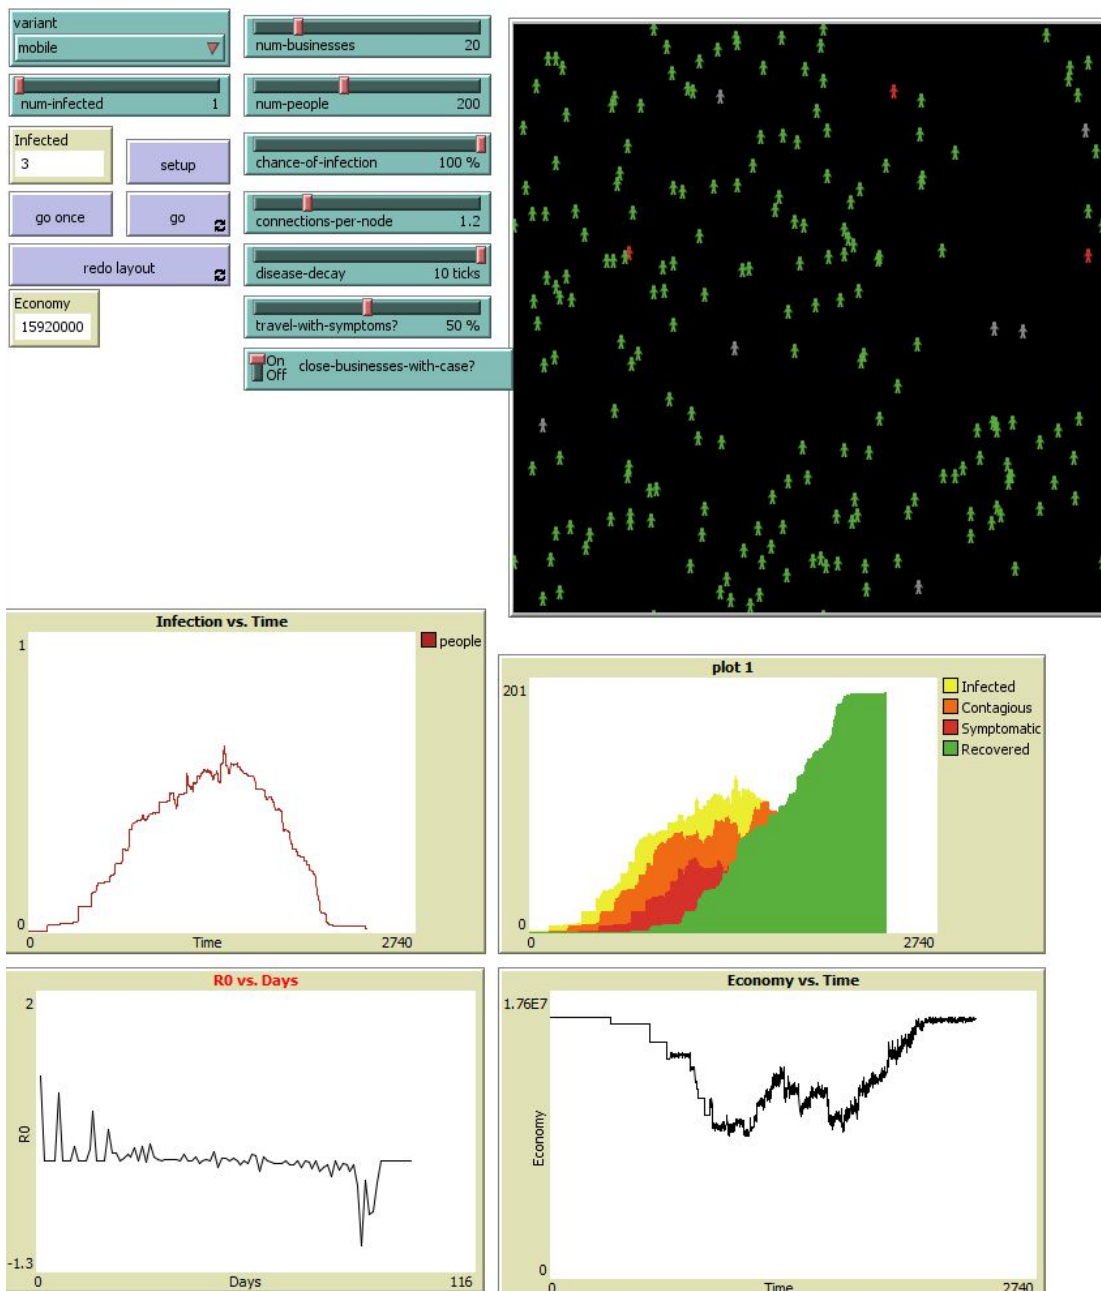 variant
mobile
num-businesses 20
num-infected 1
num-people 200
Infected
3
setup
chance-of-infection 100 %
go once
go
connections-per-node 1.2
redo layout
disease-decay 10 ticks
Economy
15920000
travel-with-symptoms? 50 %
On
Off
close-businesses-with-case?
Infection vs. Time
1
people
0
0
Time
2740
plot 1
201
Infected
Contagious
Symptomatic
Recovered
0
0
2740
R0 vs. Days
2
R0
-1.3
0
Days
116
Economy vs. Time
1.76E7
Economy
0
0
Time
2740